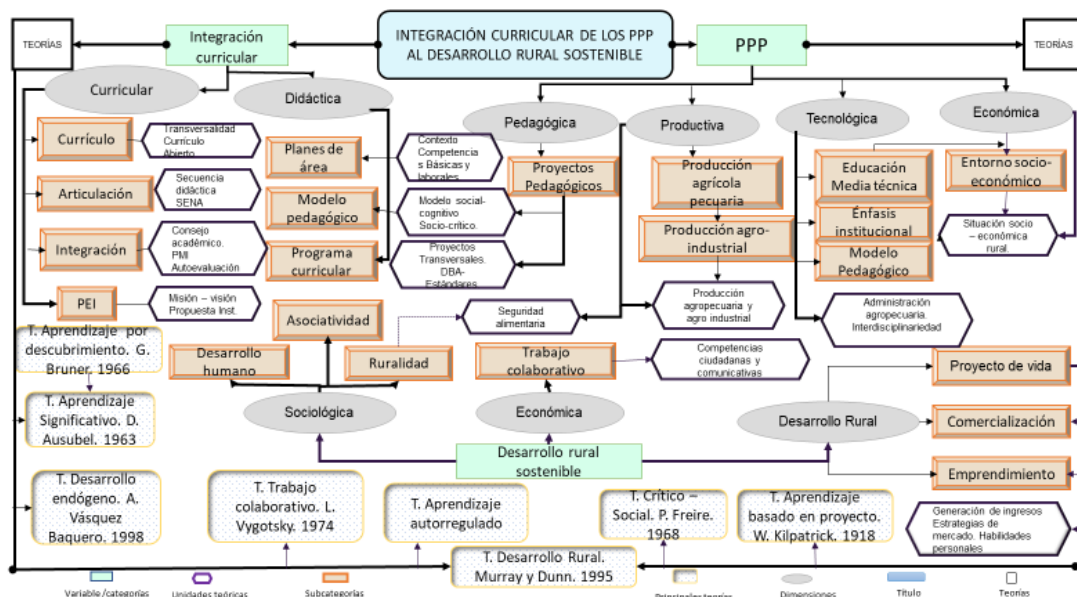 TEORÍAS
Integración
curricular
INTEGRACIÓN CURRICULAR DE LOS PPP
AL DESARROLLO RURAL SOSTENIBLE
PPP
TEORÍAS
Curricular
Didáctica
Pedagógica
Productiva
Tecnológica
Económica
Currículo
Transversalidad
Currículo
Abierto
Articulación
Secuencia
didáctica
SENA
Integración
Consejo
académico.
PMI
Autoevaluación
PEI
Misión – visión
Propuesta Inst.
Planes de
área
Contexto
Competencia
s Básicas y
laborales
Modelo
pedagógico
Modelo social-
cognitivo
Socio-crítico.
Programa
curricular
Proyectos
Transversales.
DBA-
Estándares
Proyectos
Pedagógicos
Producción
agrícola
pecuaria
Producción agro-
industrial
Producción
agropecuaria y
agro industrial
Seguridad
alimentaria
Educación
Media técnica
Énfasis
institucional
Modelo
Pedagógico
Administración
agropecuaria.
Interdisciplinariedad
Entorno socio-
económico
Situación socio
– económica
rural.
T. Aprendizaje por
descubrimiento. G.
Bruner. 1966
T. Aprendizaje
Significativo. D.
Ausubel. 1963
T. Desarrollo
endógeno. A.
Vásquez
Baquero. 1998
Asociatividad
Desarrollo
humano
Ruralidad
Trabajo
colaborativo
Competencias
ciudadanas y
comunicativas
Proyecto de vida
Comercialización
Emprendimiento
Sociológica
Económica
Desarrollo Rural
Desarrollo rural
sostenible
T. Trabajo
colaborativo. L.
Vygotsky. 1974
T. Aprendizaje
autorregulado
T. Crítico –
Social. P. Freire.
1968
T. Aprendizaje
basado en proyecto.
W. Kilpatrick. 1918
Generación de ingresos
Estrategias de
mercado. Habilidades
personales
T. Desarrollo Rural.
Murray y Dunn. 1995
Variable /categorías
Unidades teóricas
Subcategorías
Principales teorías
Dimensiones
Título
Teorías